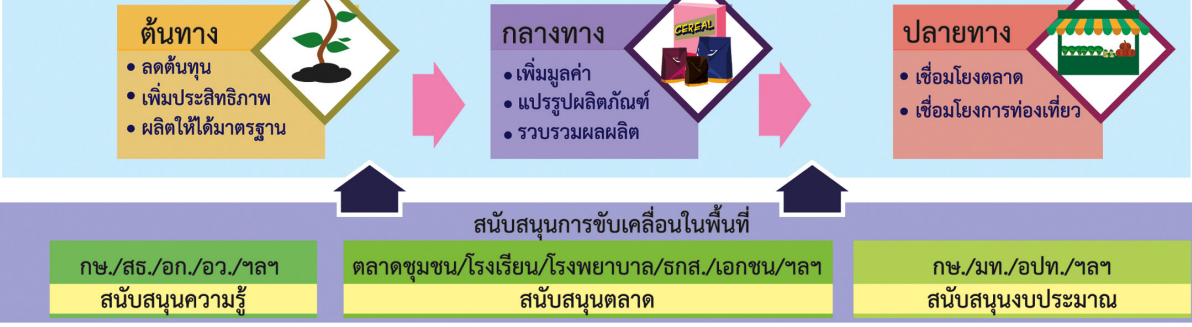 ต้นทาง
• ลดต้นทุน
• เพิ่มประสิทธิภาพ
• ผลิตให้ได้มาตรฐาน
กลางทาง
• เพิ่มมูลค่า
• แปรรูปผลิตภัณฑ์
• รวบรวมผลผลิต
CEREAL
ปลายทาง
• เชื่อมโยงตลาด
• เชื่อมโยงการท่องเที่ยว
สนับสนุนการขับเคลื่อนในพื้นที่
กษ./สธ./อก./อว./ฯลฯ
สนับสนุนความรู้
ตลาดชุมชน/โรงเรียน/โรงพยาบาล/ธกส./เอกชน/ฯลฯ
สนับสนุนตลาด
กษ./มท./อปท./ฯลฯ
สนับสนุนงบประมาณ